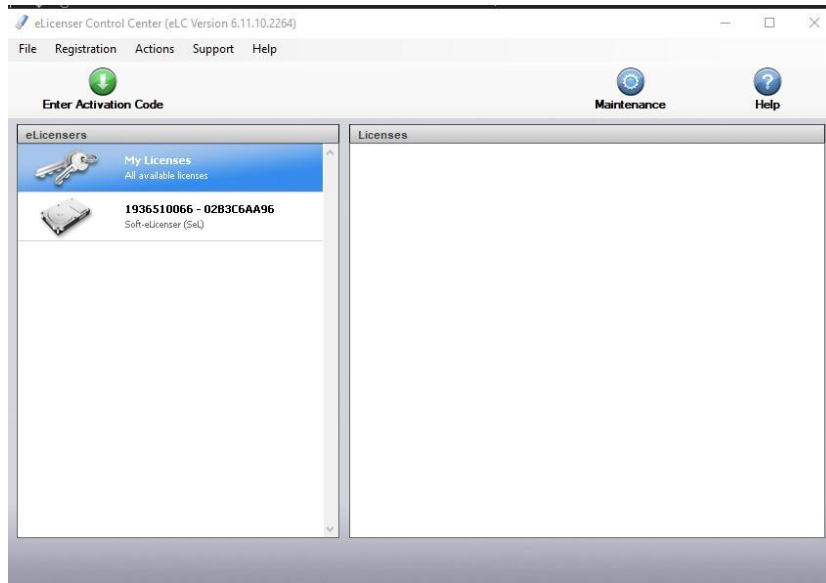 eLicenser Control Center (eLC Version 6.11.10.2264)
File Registration Actions Support Help
Enter Activation Code
Maintenance
Help
eLicensers
Licenses
My Licenses
All available licenses
1936510066 - 02B3C6AA96
Soft-eLicenser (SeL)